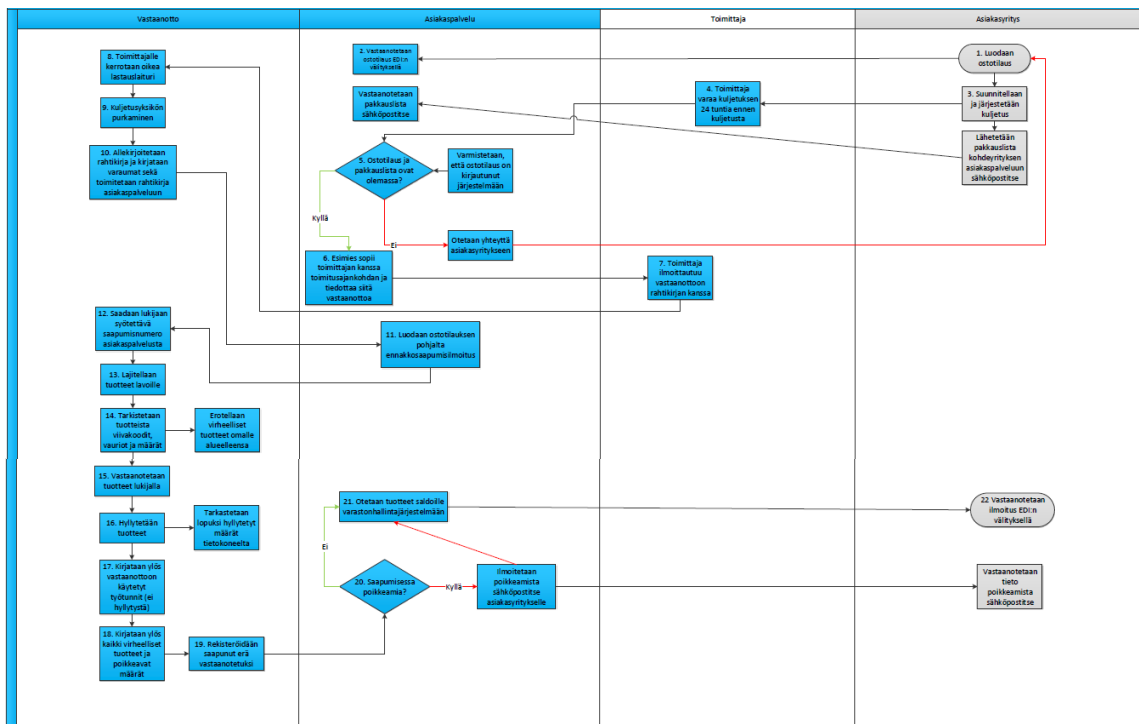 Vastaanotto
Asiakaspalvelu
Toimittaja
Asiakasyritys
8. Toimittajalle
kerrotaan oikea
lastauslaituri
9. Kuljetusyksikön
purkaminen
10. Allekirjoitetaan
rahtikirja ja kirjataan
varaumat sekä
toimitetaan rahtikirja
asiakaspalveluun
12. Saadaan lukijaan
syötettävä
saapumisnumero
asiakaspalvelusta
13. Lajitellaan
tuotteet lavoille
14. Tarkistetaan
tuotteista
viivakoodit,
vauriot ja määrät
Erotellaan
virheelliset
tuotteet omalle
alueelleensa
15. Vastaanotetaan
tuotteet lukijalla
16. Hyllytetään
tuotteet
Tarkastetaan
lopuksi hyllytetyt
määrät
tietokoneelta
17. Kirjataan ylös
vastaanottoon
käytetyt
työtunnit (ei
hyllytystä)
18. Kirjataan ylös
kaikki virheelliset
tuotteet ja
poikkeavat
määrät
19. Rekisteröidään
saapunut erä
vastaanotetuksi
2. Vastaanotetaan
ostotilaus EDI:n
välityksellä
Vastaanotetaan
pakkauslista
sähköpostitse
5. Ostotilaus ja
pakkauslista ovat
olemassa?
Varmistetaan,
että ostotilaus on
kirjautunut
järjestelmään
Kyllä
Ei
Otetaan yhteyttä
asiakasyritykseen
6. Esimies sopii
toimittajan kanssa
toimitusajankohdan ja
tiedottaa siitä
vastaanottoa
11. Luodaan ostotilauksen
pohjalta
ennakkosaapumisilmoitus
21. Otetaan tuotteet saldoille
varastonhallintajärjestelmään
Ei
20. Saapumisessa
poikkeamia?
Kyllä
Ilmoitetaan
poikkeamista
sähköpostitse
asiakasyritykselle
4. Toimittaja
varaa kuljetuksen
24 tuntia ennen
kuljetusta
7. Toimittaja
ilmoittautuu
vastaanottoon
rahtikirjan kanssa
1. Luodaan
ostotilaus
3. Suunnitellaan
ja järjestetään
kuljetus
Lähetetään
pakkauslista
kohdeyrityksen
asiakaspalveluun
sähköpostitse
22 Vastaanotetaan
ilmoitus EDI:n
välityksellä
Vastaanotetaan
tieto
poikkeamista
sähköpostitse